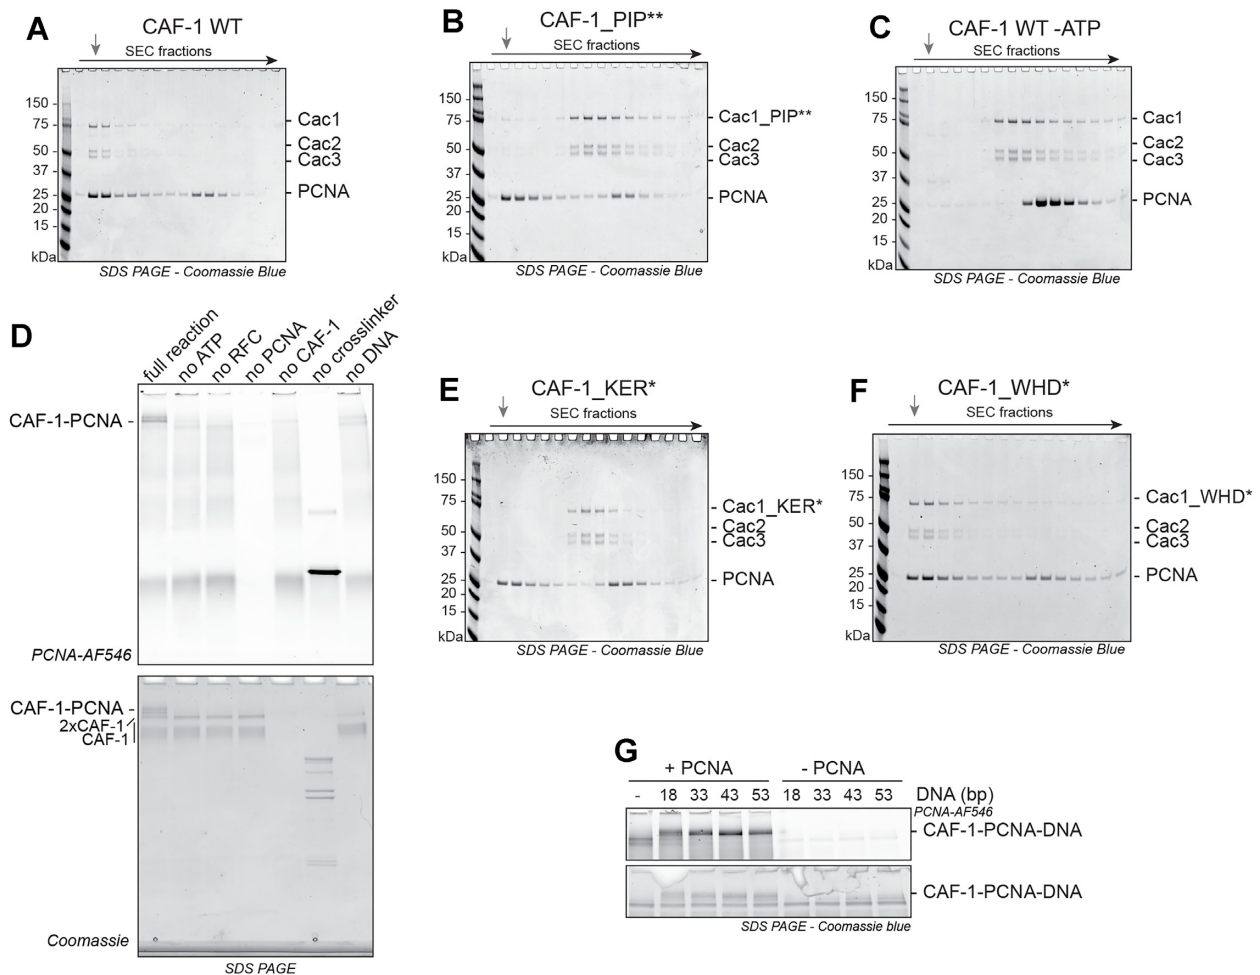 A
CAF-1 WT
SEC fractions
150
75
50
37
25
20
15
kDa
Cac1
Cac2
Cac3
PCNA
SDS PAGE - Coomassie Blue
B
CAF-1_PIP**
SEC fractions
150
75
50
37
25
20
15
kDa
Cac1_PIP**
Cac2
Cac3
PCNA
SDS PAGE - Coomassie Blue
C
CAF-1 WT -ATP
SEC fractions
150
75
50
37
25
20
15
kDa
Cac1
Cac2
Cac3
PCNA
SDS PAGE - Coomassie Blue
D
full reaction
no ATP
no RFC
no PCNA
no CAF-1
no crosslinker
no DNA
CAF-1-PCNA
PCNA-AF546
CAF-1-PCNA
2xCAF-1
CAF-1
Coomassie
SDS PAGE
E
CAF-1_KER*
SEC fractions
150
75
50
37
25
20
15
kDa
Cac1_KER*
Cac2
Cac3
PCNA
SDS PAGE - Coomassie Blue
F
CAF-1_WHD*
SEC fractions
150
75
50
37
25
20
15
kDa
Cac1_WHD*
Cac2
Cac3
PCNA
SDS PAGE - Coomassie Blue
G
+ PCNA - PCNA
- 18 33 43 53 18 33 43 53 DNA (bp)
PCNA-AF546
CAF-1-PCNA-DNA
CAF-1-PCNA-DNA
SDS PAGE - Coomassie blue